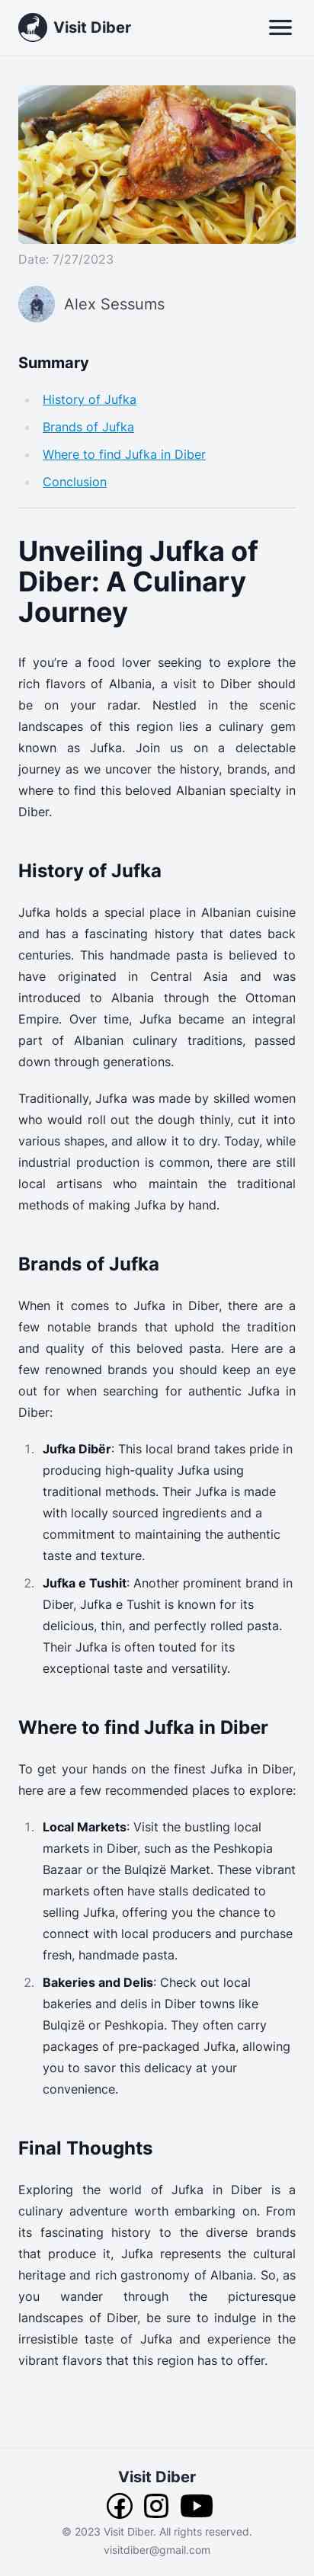 Visit Diber
Date: 7/27/2023
Alex Sessums
Summary
History of Jufka
Brands of Jufka
Where to find Jufka in Diber
Conclusion
Unveiling Jufka of
Diber: A Culinary
Journey
If you're a food lover seeking to explore the
rich flavors of Albania, a visit to Diber should
be on your radar. Nestled in the scenic
landscapes of this region lies a culinary gem
known as Jufka. Join us on a delectable
journey as we uncover the history, brands, and
where to find this beloved Albanian specialty in
Diber.
History of Jufka
Jufka holds a special place in Albanian cuisine
and has a fascinating history that dates back
centuries. This handmade pasta is believed to
have originated in Central Asia and was
introduced to Albania through the Ottoman
Empire. Over time, Jufka became an integral
part of Albanian culinary traditions, passed
down through generations.
Traditionally, Jufka was made by skilled women
who would roll out the dough thinly, cut it into
various shapes, and allow it to dry. Today, while
industrial production is common, there are still
local artisans who maintain the traditional
methods of making Jufka by hand.
Brands of Jufka
When it comes to Jufka in Diber, there are a
few notable brands that uphold the tradition
and quality of this beloved pasta. Here are a
few renowned brands you should keep an eye
out for when searching for authentic Jufka in
Diber:
1. Jufka Dibër: This local brand takes pride in
producing high-quality Jufka using
traditional methods. Their Jufka is made
with locally sourced ingredients and a
commitment to maintaining the authentic
taste and texture.
2. Jufka e Tushit: Another prominent brand in
Diber, Jufka e Tushit is known for its
delicious, thin, and perfectly rolled pasta.
Their Jufka is often touted for its
exceptional taste and versatility.
Where to find Jufka in Diber
To get your hands on the finest Jufka in Diber,
here are a few recommended places to explore:
1. Local Markets: Visit the bustling local
markets in Diber, such as the Peshkopia
Bazaar or the Bulqizë Market. These vibrant
markets often have stalls dedicated to
selling Jufka, offering you the chance to
connect with local producers and purchase
fresh, handmade pasta.
2. Bakeries and Delis: Check out local
bakeries and delis in Diber towns like
Bulqizë or Peshkopia. They often carry
packages of pre-packaged Jufka, allowing
you to savor this delicacy at your
convenience.
Final Thoughts
Exploring the world of Jufka in Diber is a
culinary adventure worth embarking on. From
its fascinating history to the diverse brands
that produce it, Jufka represents the cultural
heritage and rich gastronomy of Albania. So, as
you wander through the picturesque
landscapes of Diber, be sure to indulge in the
irresistible taste of Jufka and experience the
vibrant flavors that this region has to offer.
Visit Diber
© 2023 Visit Diber. All rights reserved.
visitdiber@gmail.com